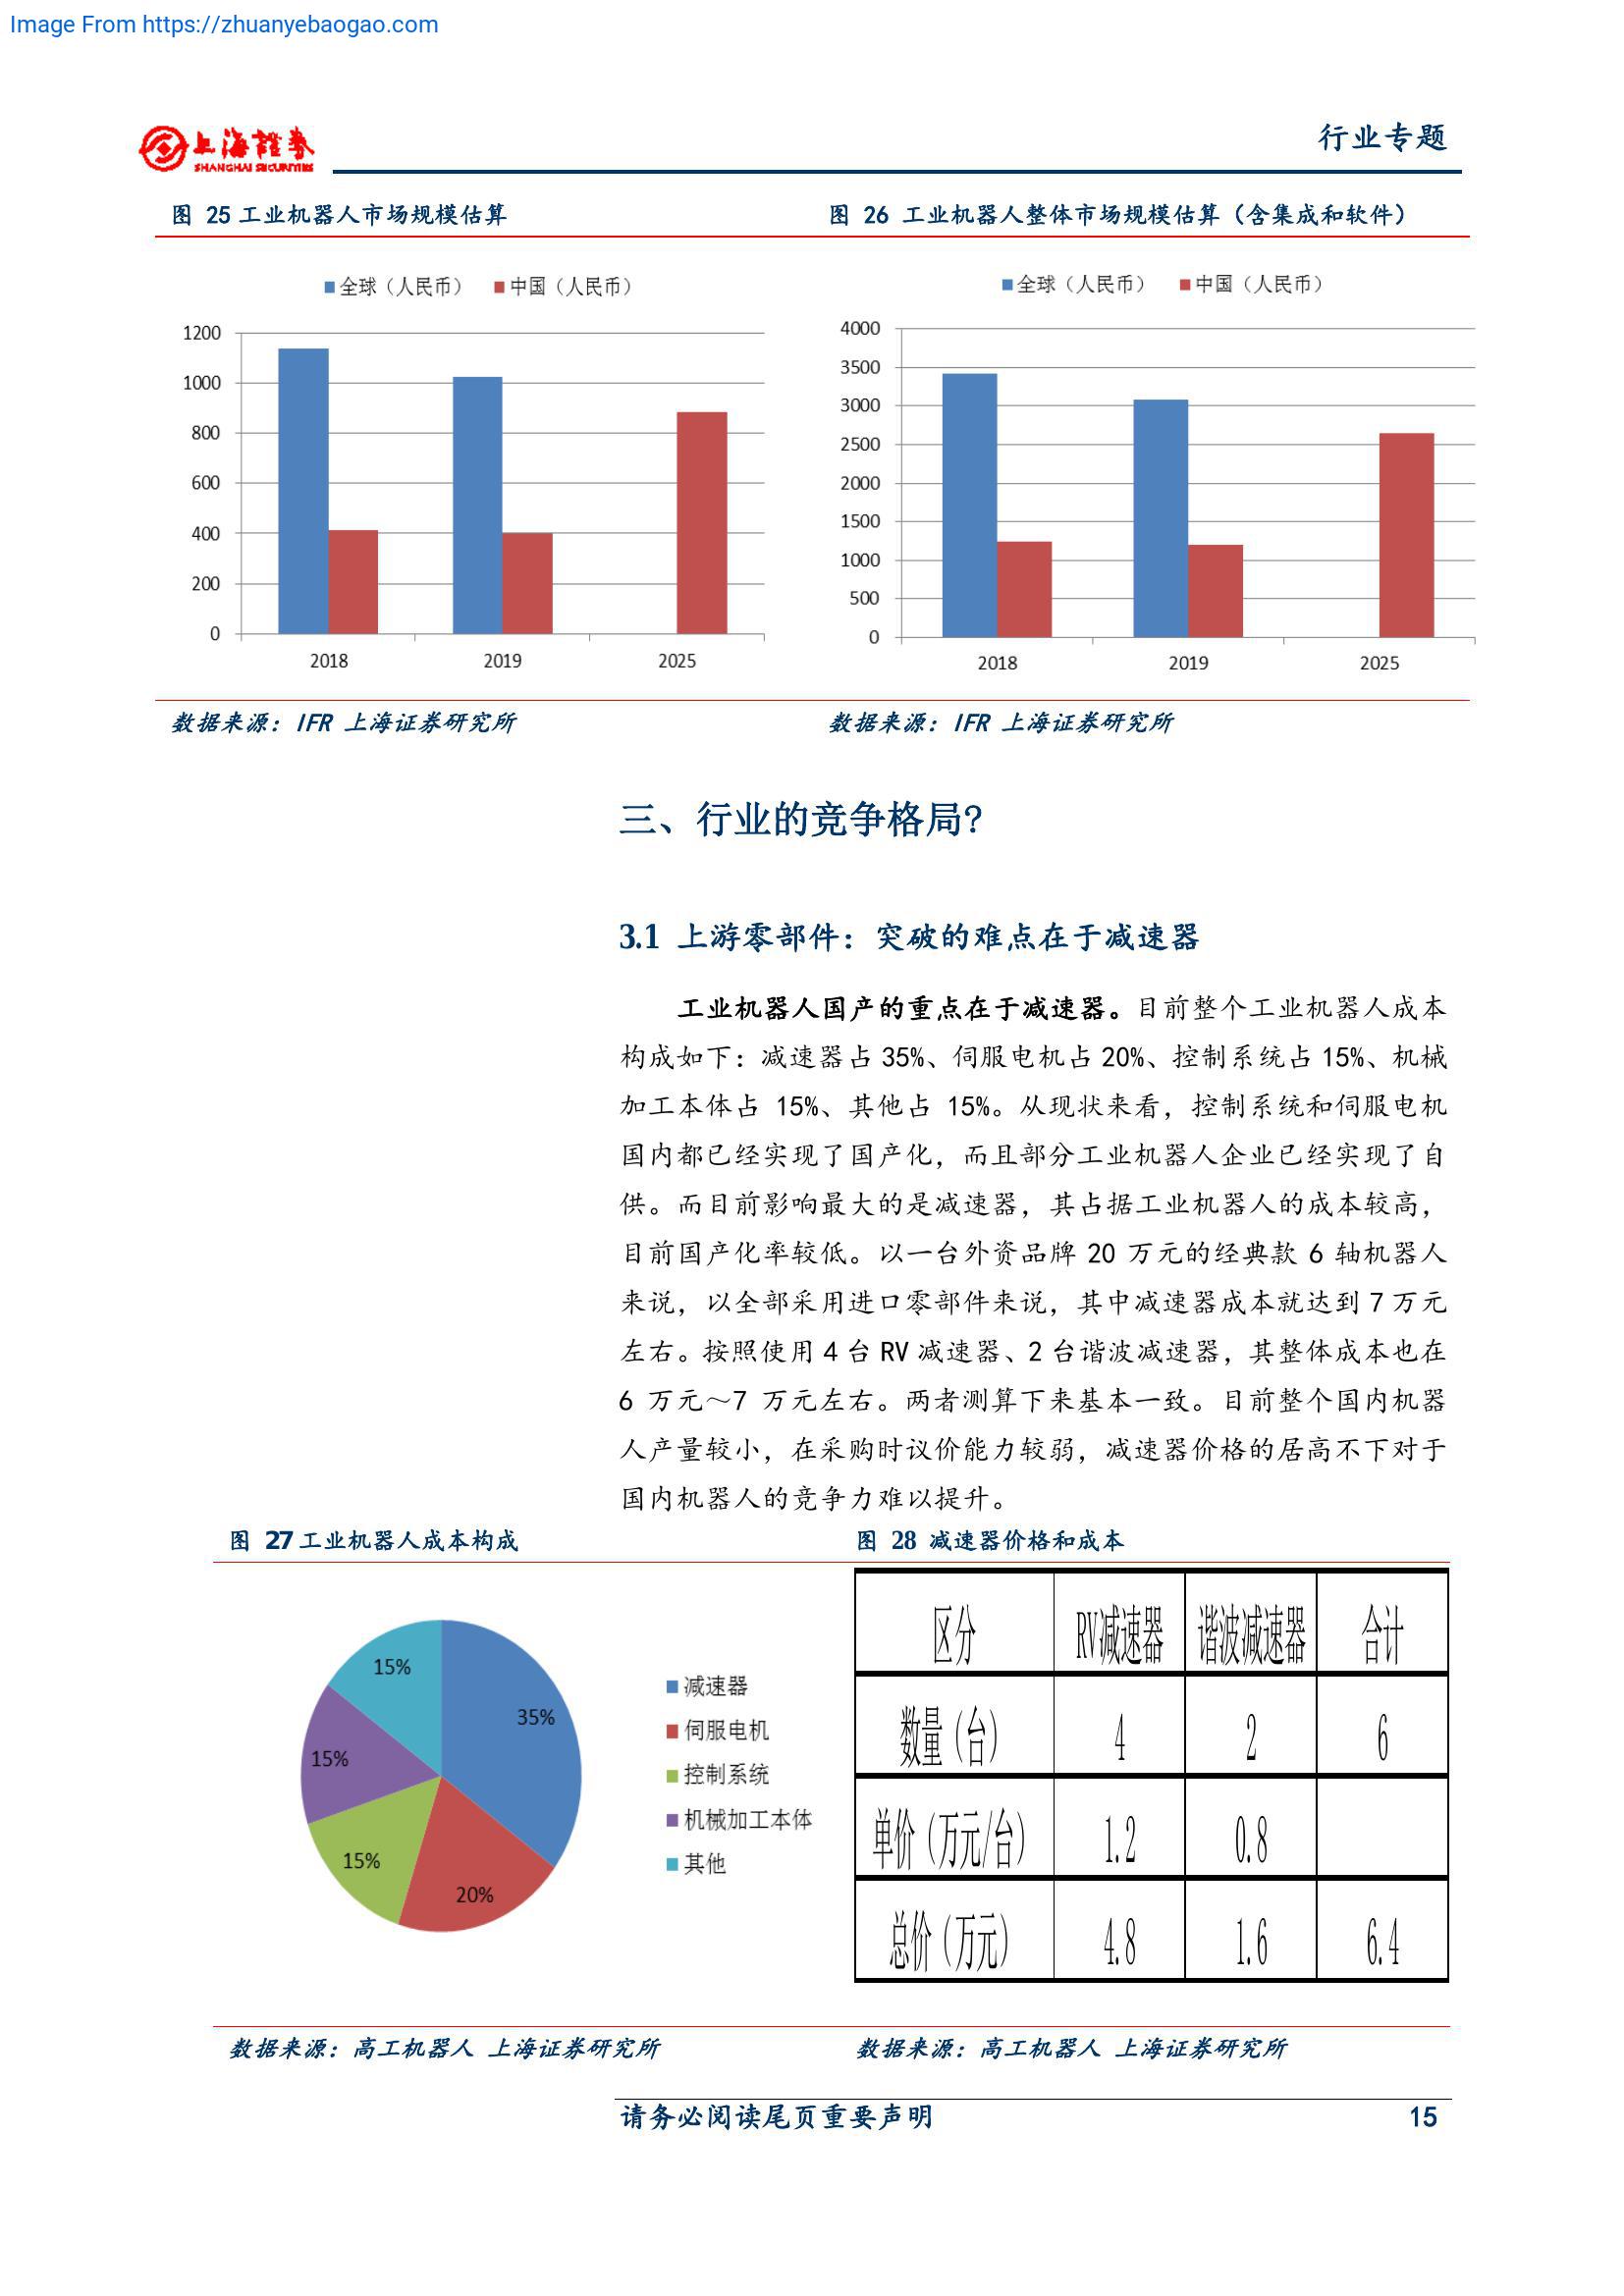 Image From https://zhuanyebaogao.com
上海證券
SHANGHAI SECURITIES
行业专题
图 25 工业机器人市场规模估算
图 26 工业机器人整体市场规模估算（含集成和软件）
全球（人民币） 中国（人民币）
1200
1000
800
600
400
200
0
2018 2019 2025
全球（人民币） 中国（人民币）
4000
3500
3000
2500
2000
1500
1000
500
0
2018 2019 2025
数据来源：IFR 上海证券研究所
数据来源：IFR 上海证券研究所
三、行业的竞争格局?
3.1 上游零部件：突破的难点在于减速器
工业机器人国产的重点在于减速器。目前整个工业机器人成本
构成如下：减速器占 35%、伺服电机占 20%、控制系统占 15%、机械
加工本体占 15%、其他占 15%。从现状来看，控制系统和伺服电机
国内都已经实现了国产化，而且部分工业机器人企业已经实现了自
供。而目前影响最大的是减速器，其占据工业机器人的成本较高，
目前国产化率较低。以一台外资品牌 20 万元的经典款 6 轴机器人
来说，以全部采用进口零部件来说，其中减速器成本就达到 7 万元
左右。按照使用 4 台 RV 减速器、2 台谐波减速器，其整体成本也在
6 万元～7 万元左右。两者测算下来基本一致。目前整个国内机器
人产量较小，在采购时议价能力较弱，减速器价格的居高不下对于
国内机器人的竞争力难以提升。
图 27 工业机器人成本构成
图 28 减速器价格和成本
35%
20%
15%
15%
15%
减速器
伺服电机
控制系统
机械加工本体
其他
区分 RV减速器 谐波减速器 合计
数量（台） 4 2 6
单价（万元/台） 1.2 0.8
总价（万元） 4.8 1.6 6.4
数据来源：高工机器人 上海证券研究所
数据来源：高工机器人 上海证券研究所
请务必阅读尾页重要声明
15